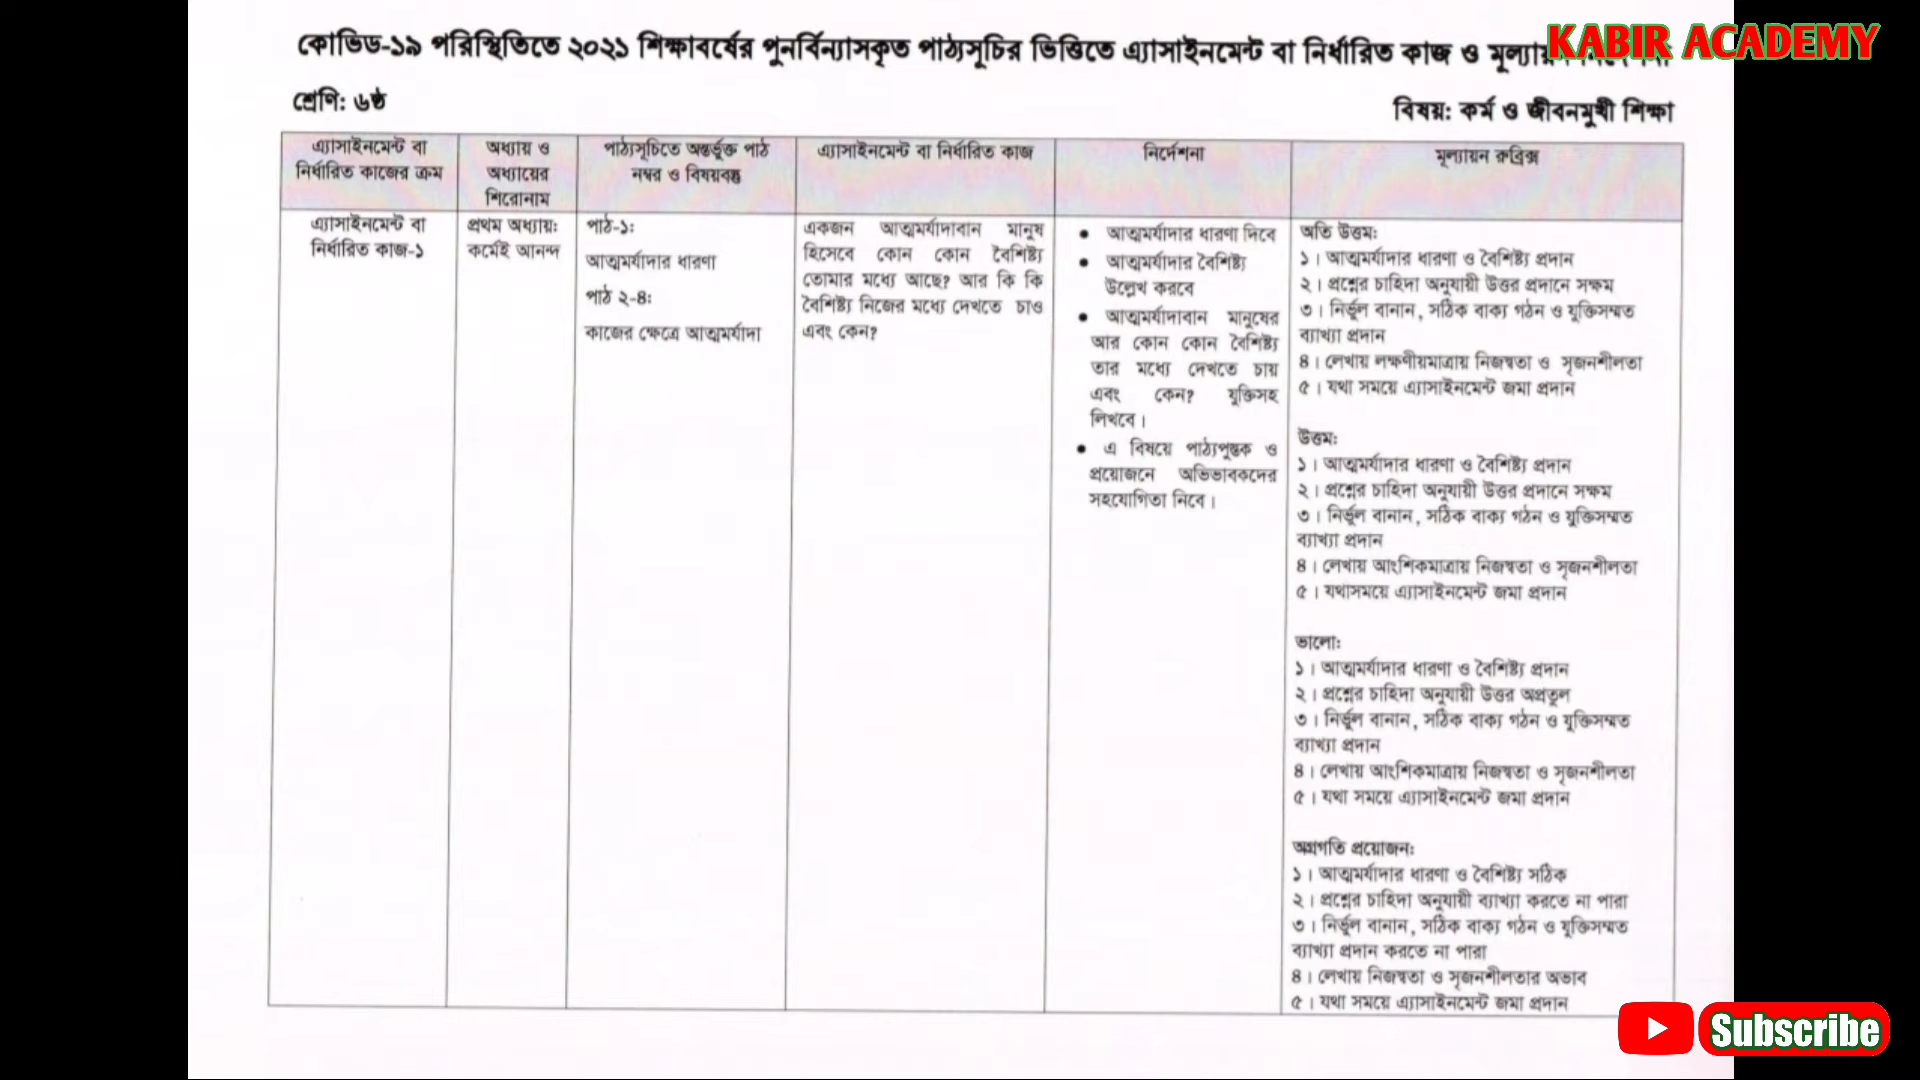 কোভিড-১৯ পরিস্থিতিতে ২০২১ শিক্ষাবর্ষের পুনর্বিন্যাসকৃত পাঠ্যসূচির ভিত্তিতে এ্যাসাইনমেন্ট বা নির্ধারিত কাজ ও
KABIR ACADEMY
শ্রেণি: ৬ষ্ঠ
বিষয়: কর্ম ও জীবনমুখী শিক্ষা
এ্যাসাইনমেন্ট বা
নির্ধারিত কাজের ক্রম
অধ্যায় ও
অধ্যায়ের
শিরোনাম
পাঠ্যসূচিতে অন্তর্ভুক্ত পাঠ
নম্বর ও বিষয়বস্তু
এ্যাসাইনমেন্ট বা নির্ধারিত কাজ
নির্দেশনা
মূল্যায়ন রুব্রিক্স
এ্যাসাইনমেন্ট বা
নির্ধারিত কাজ-১
প্রথম অধ্যায়:
কর্মেই আনন্দ
পাঠ-১:
আত্মমর্যাদার ধারণা
পাঠ ২-৪:
কাজের ক্ষেত্রে আত্মমর্যাদা
একজন আত্মমর্যাদাবান মানুষ
হিসেবে কোন কোন বৈশিষ্ট্য
তোমার মধ্যে আছে? আর কি কি
বৈশিষ্ট্য নিজের মধ্যে দেখতে চাও
এবং কেন?
• আত্মমর্যাদার ধারণা দিবে
• আত্মমর্যাদার বৈশিষ্ট্য
উল্লেখ করবে
• আত্মমর্যাদাবান মানুষের
আর কোন কোন বৈশিষ্ট্য
তার মধ্যে দেখতে চায়
এবং কেন? যুক্তিসহ
লিখবে।
• এ বিষয়ে পাঠ্যপুস্তক ও
প্রয়োজনে অভিভাবকদের
সহযোগিতা নিবে।
অতি উত্তম:
১। আত্মমর্যাদার ধারণা ও বৈশিষ্ট্য প্রদান
২। প্রশ্নের চাহিদা অনুযায়ী উত্তর প্রদানে সক্ষম
৩। নির্ভুল বানান, সঠিক বাক্য গঠন ও যুক্তিসম্মত
ব্যাখ্যা প্রদান
৪। লেখায় লক্ষণীয়মাত্রায় নিজস্বতা ও সৃজনশীলতা
৫। যথা সময়ে এ্যাসাইনমেন্ট জমা প্রদান
উত্তম:
১। আত্মমর্যাদার ধারণা ও বৈশিষ্ট্য প্রদান
২। প্রশ্নের চাহিদা অনুযায়ী উত্তর প্রদানে সক্ষম
৩। নির্ভুল বানান, সঠিক বাক্য গঠন ও যুক্তিসম্মত
ব্যাখ্যা প্রদান
৪। লেখায় আংশিকমাত্রায় নিজস্বতা ও সৃজনশীলতা
৫। যথাসময়ে এ্যাসাইনমেন্ট জমা প্রদান
ভালো:
১। আত্মমর্যাদার ধারণা ও বৈশিষ্ট্য প্রদান
২। প্রশ্নের চাহিদা অনুযায়ী উত্তর অপ্রতুল
৩। নির্ভুল বানান, সঠিক বাক্য গঠন ও যুক্তিসম্মত
ব্যাখ্যা প্রদান
৪। লেখায় আংশিকমাত্রায় নিজস্বতা ও সৃজনশীলতা
৫। যথা সময়ে এ্যাসাইনমেন্ট জমা প্রদান
অগ্রগতি প্রয়োজন:
১। আত্মমর্যাদার ধারণা ও বৈশিষ্ট্য সঠিক
২। প্রশ্নের চাহিদা অনুযায়ী ব্যাখ্যা করতে না পারা
৩। নির্ভুল বানান, সঠিক বাক্য গঠন ও যুক্তিসম্মত
ব্যাখ্যা প্রদান করতে না পারা
৪। লেখায় নিজস্বতা ও সৃজনশীলতার অভাব
৫। যথা সময়ে এ্যাসাইনমেন্ট জমা প্রদান
Subscribe